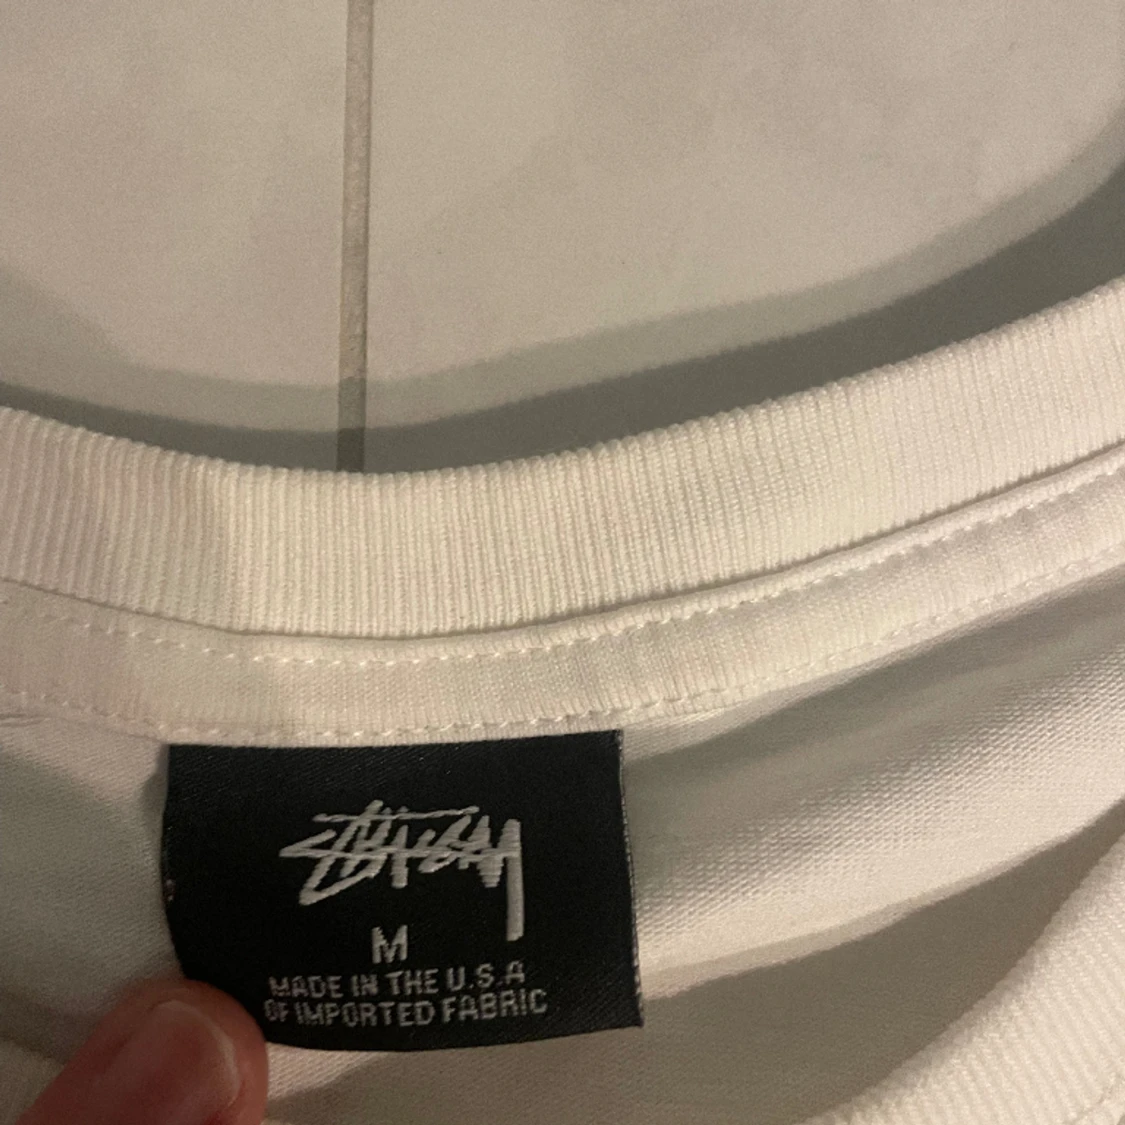 Stüssy
M
MADE IN THE U.S.A
OF IMPORTED FABRIC